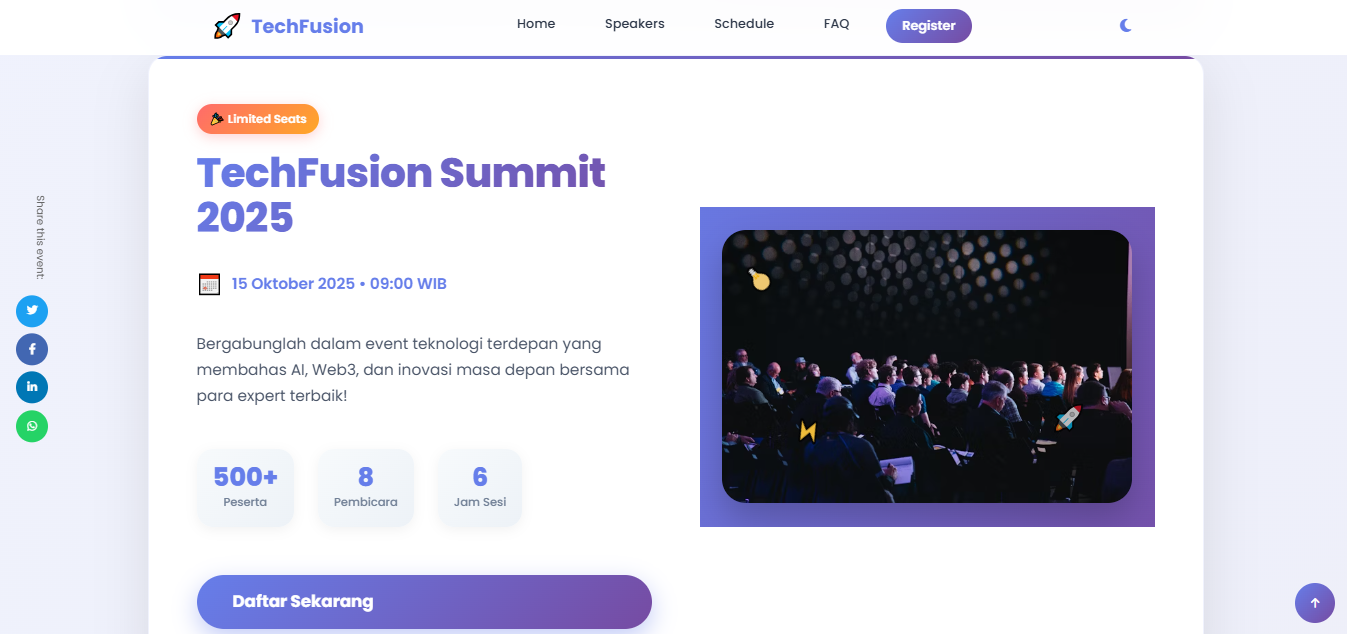 TechFusion
Home
Speakers
Schedule
FAQ
Register
Limited Seats
TechFusion Summit
2025
15 Oktober 2025 • 09:00 WIB
Bergabunglah dalam event teknologi terdepan yang
membahas AI, Web3, dan inovasi masa depan bersama
para expert terbaik!
500+
Peserta
8
Pembicara
6
Jam Sesi
Daftar Sekarang
Share this event: